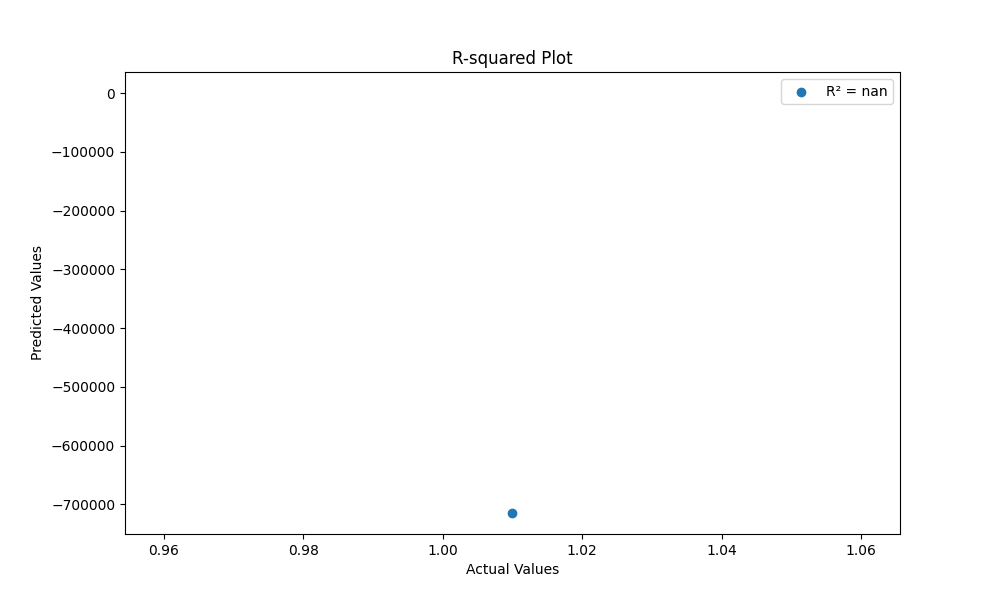 R-squared Plot
R² = nan
0
−100000
−200000
−300000
−400000
−500000
−600000
−700000
Predicted Values
0.96 0.98 1.00 1.02 1.04 1.06
Actual Values